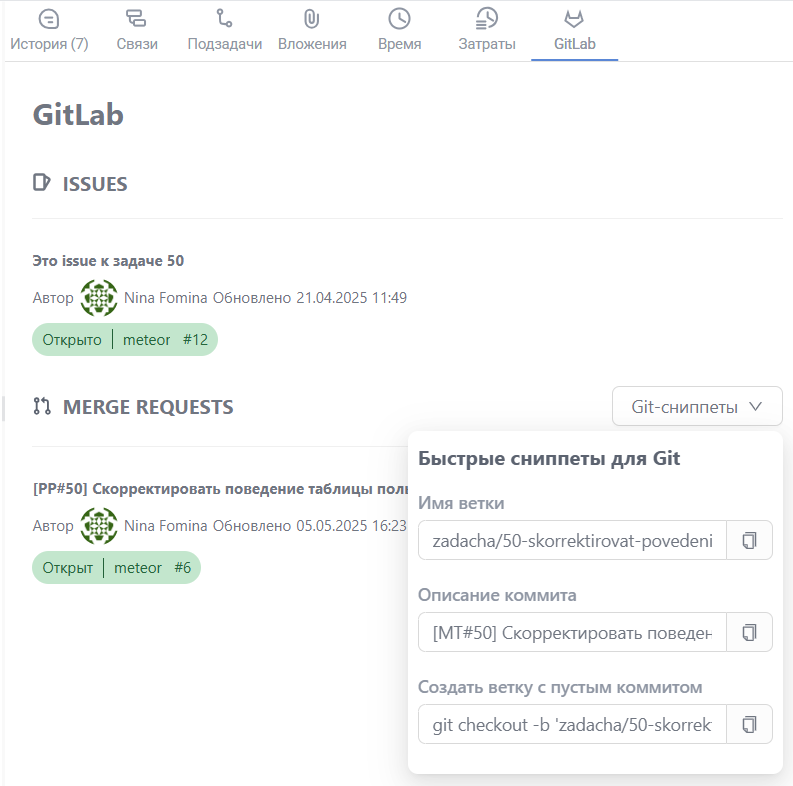 История (7)
Связи
Подзадачи
Вложения
Время
Затраты
GitLab
GitLab
ISSUES
Это issue к задаче 50
Автор Nina Fomina Обновлено 21.04.2025 11:49
Открыто meteor #12
MERGE REQUESTS
Git-сниппеты
[PP#50] Скорректировать поведение таблицы
Автор Nina Fomina Обновлено 05.05.2025 16:23
Открыт meteor #6
Быстрые сниппеты для Git
Имя ветки
zadacha/50-skorrektirovat-povedeni
Описание коммита
[MT#50] Скорректировать поведен
Создать ветку с пустым коммитом
git checkout -b 'zadacha/50-skorrek